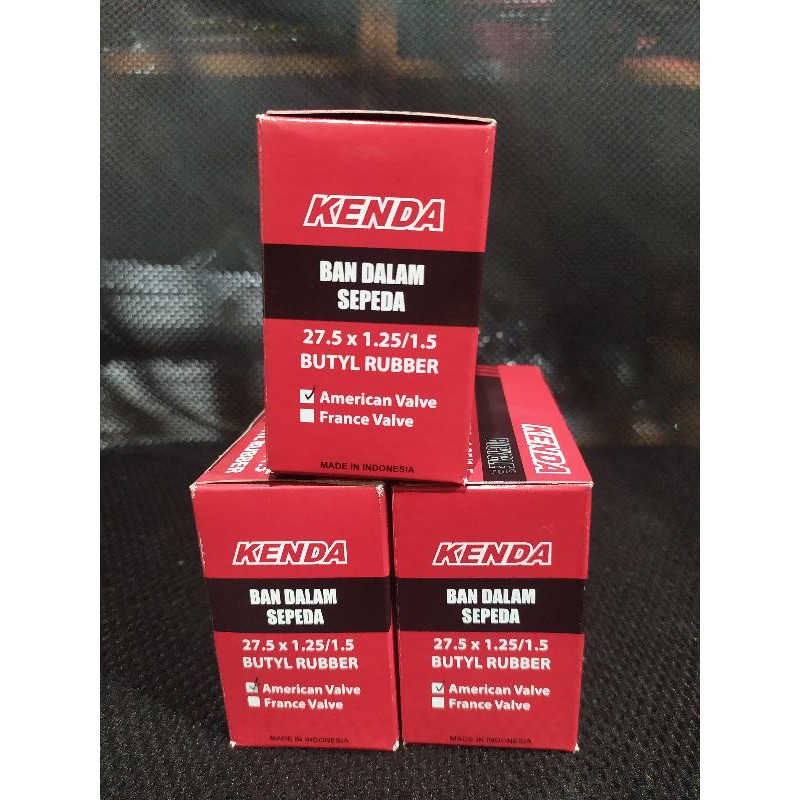 KENDA
BAN DALAM
SEPEDA
27.5 x 1.25/1.5
BUTYL RUBBER
American Valve
France Valve
MADE IN INDONESIA
KENDA
RUBBER
KENDA
BAN DALAM
SEPEDA
27.5 x 1.25/1.5
BUTYL RUBBER
American Valve
France Valve
MADE IN INDONESIA
KENDA
BAN DALAM
SEPEDA
27.5 x 1.25/1.5
BUTYL RUBBER
American Valve
France Valve
MADE IN INDONESIA